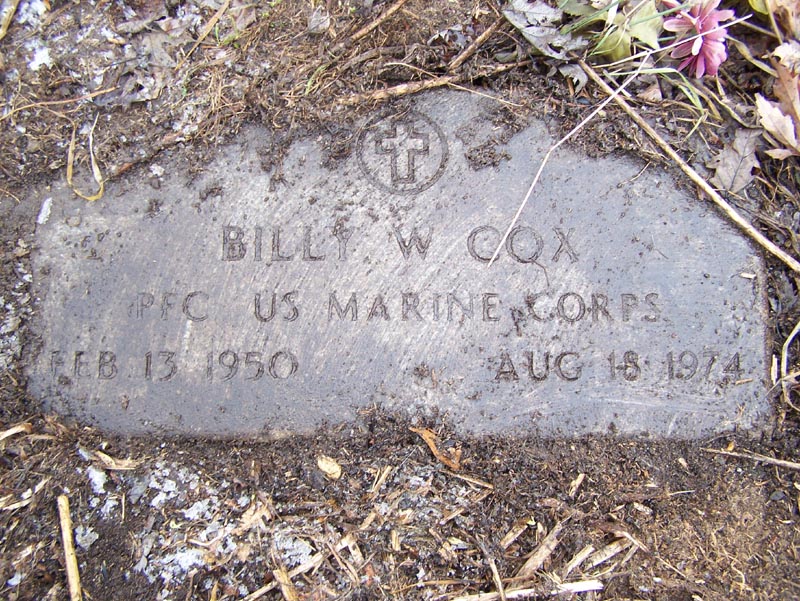 BILLY W COX
PFC US MARINE CORPS
FEB 13 1950 AUG 18 1974